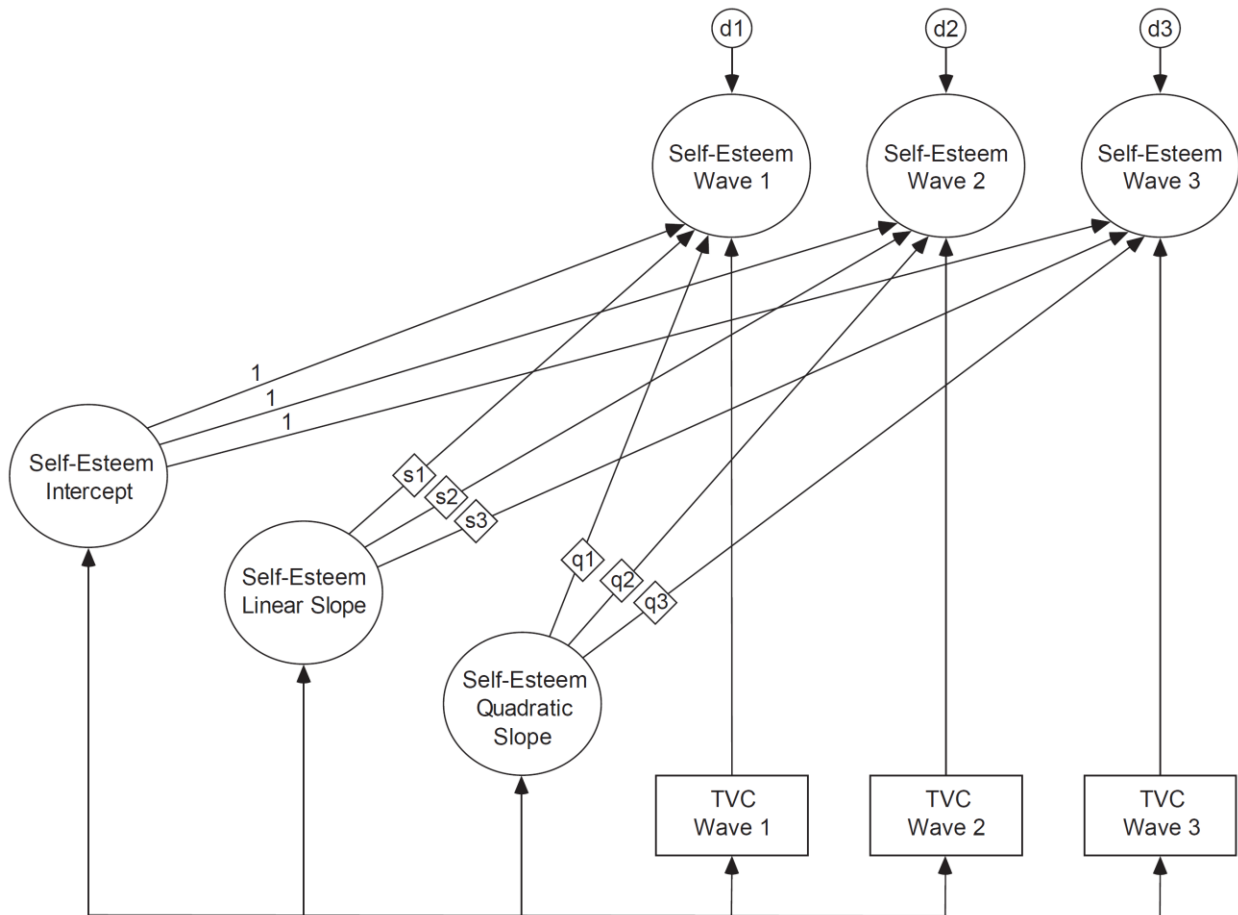 d1
d2
d3
Self-Esteem
Wave 1
Self-Esteem
Wave 2
Self-Esteem
Wave 3
1
1
1
Self-Esteem
Intercept
s1
s2
s3
Self-Esteem
Linear Slope
q1
q2
q3
Self-Esteem
Quadratic
Slope
TVC
Wave 1
TVC
Wave 2
TVC
Wave 3